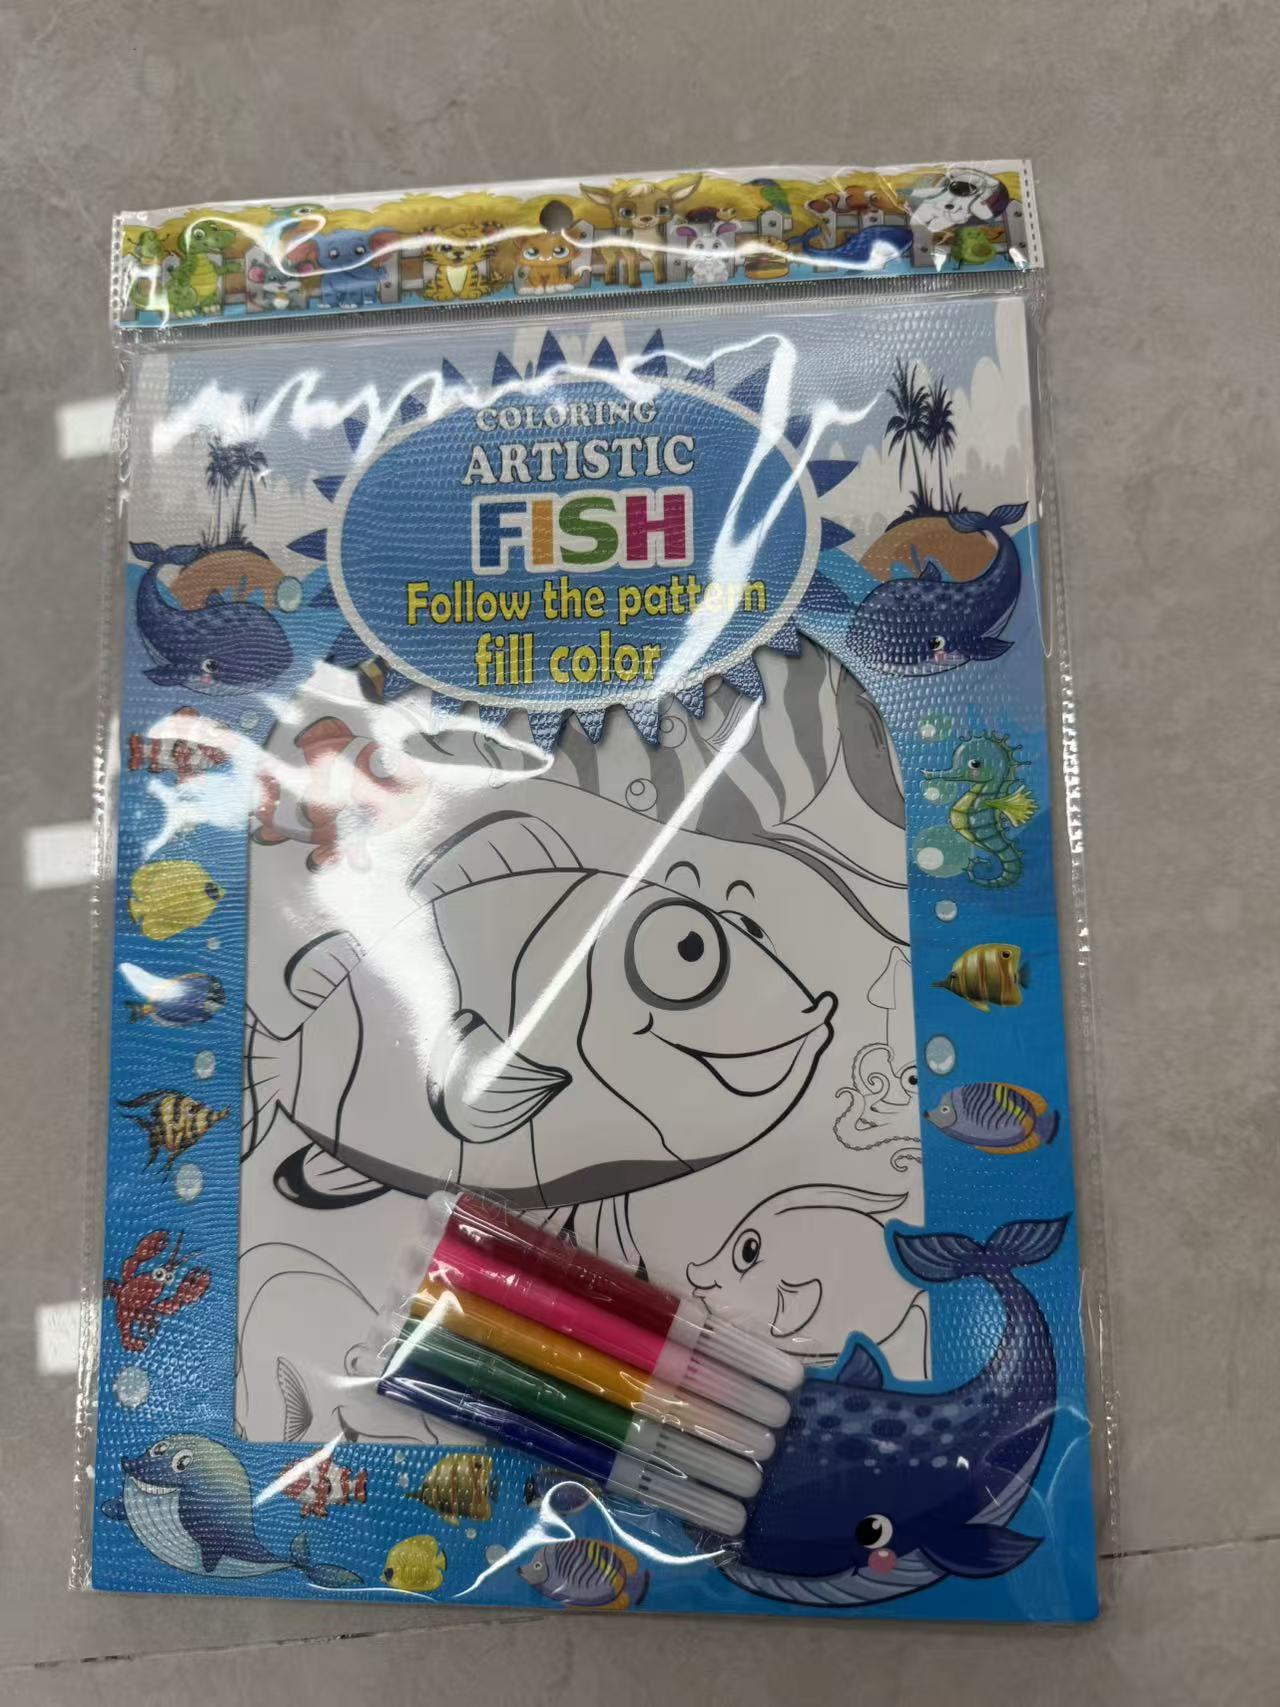 COLORING
ARTISTIC
FISH
Follow the pattern
fill color